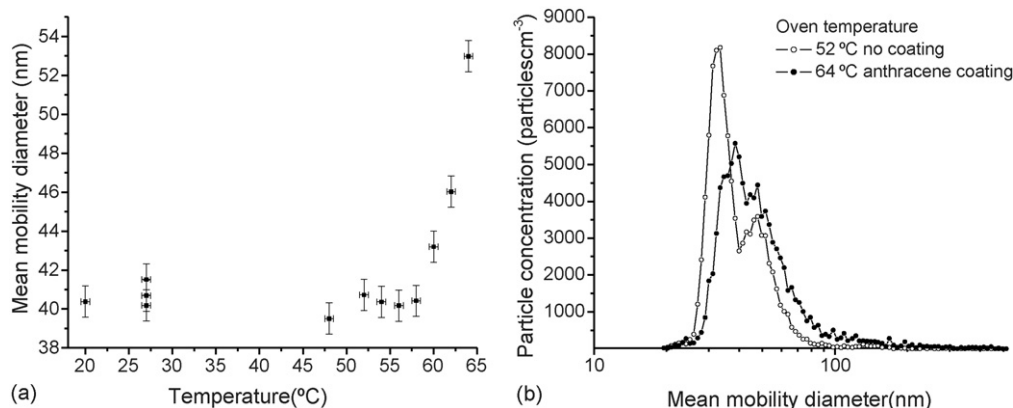 Mean mobility diameter (nm)
54
52
50
48
46
44
42
40
38
20 25 30 35 40 45 50 55 60 65
(a)
Temperature(ºC)
Particle concentration (particlescm-3)
9000
8000
7000
6000
5000
4000
3000
2000
1000
10 100
Oven temperature
52 ºC no coating
64 ºC anthracene coating
(b)
Mean mobility diameter(nm)